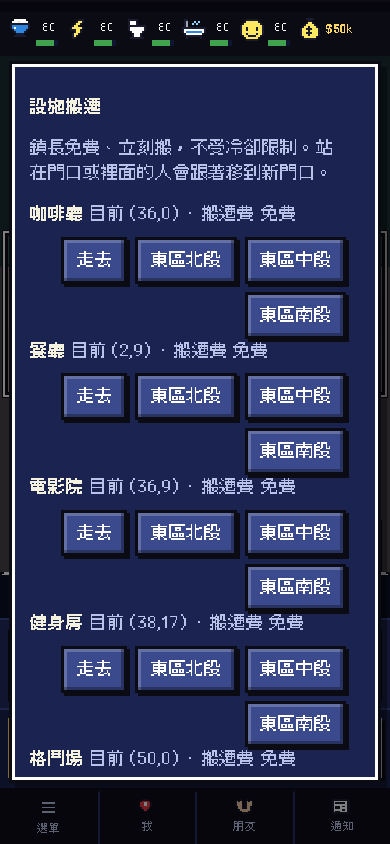 80 80 80 80 80 $50k
設施搬遷
鎮長免費、立刻搬，不受冷卻限制。站
在門口或裡面的人會跟著移到新門口。
咖啡廳 目前 (36,0) · 搬遷費 免費
走去 東區北段 東區中段
東區南段
餐廳 目前 (2,9) · 搬遷費 免費
走去 東區北段 東區中段
東區南段
電影院 目前 (36,9) · 搬遷費 免費
走去 東區北段 東區中段
東區南段
健身房 目前 (38,17) · 搬遷費 免費
走去 東區北段 東區中段
東區南段
格鬥場 目前 (50,0) · 搬遷費 免費
選單 我 朋友 通知